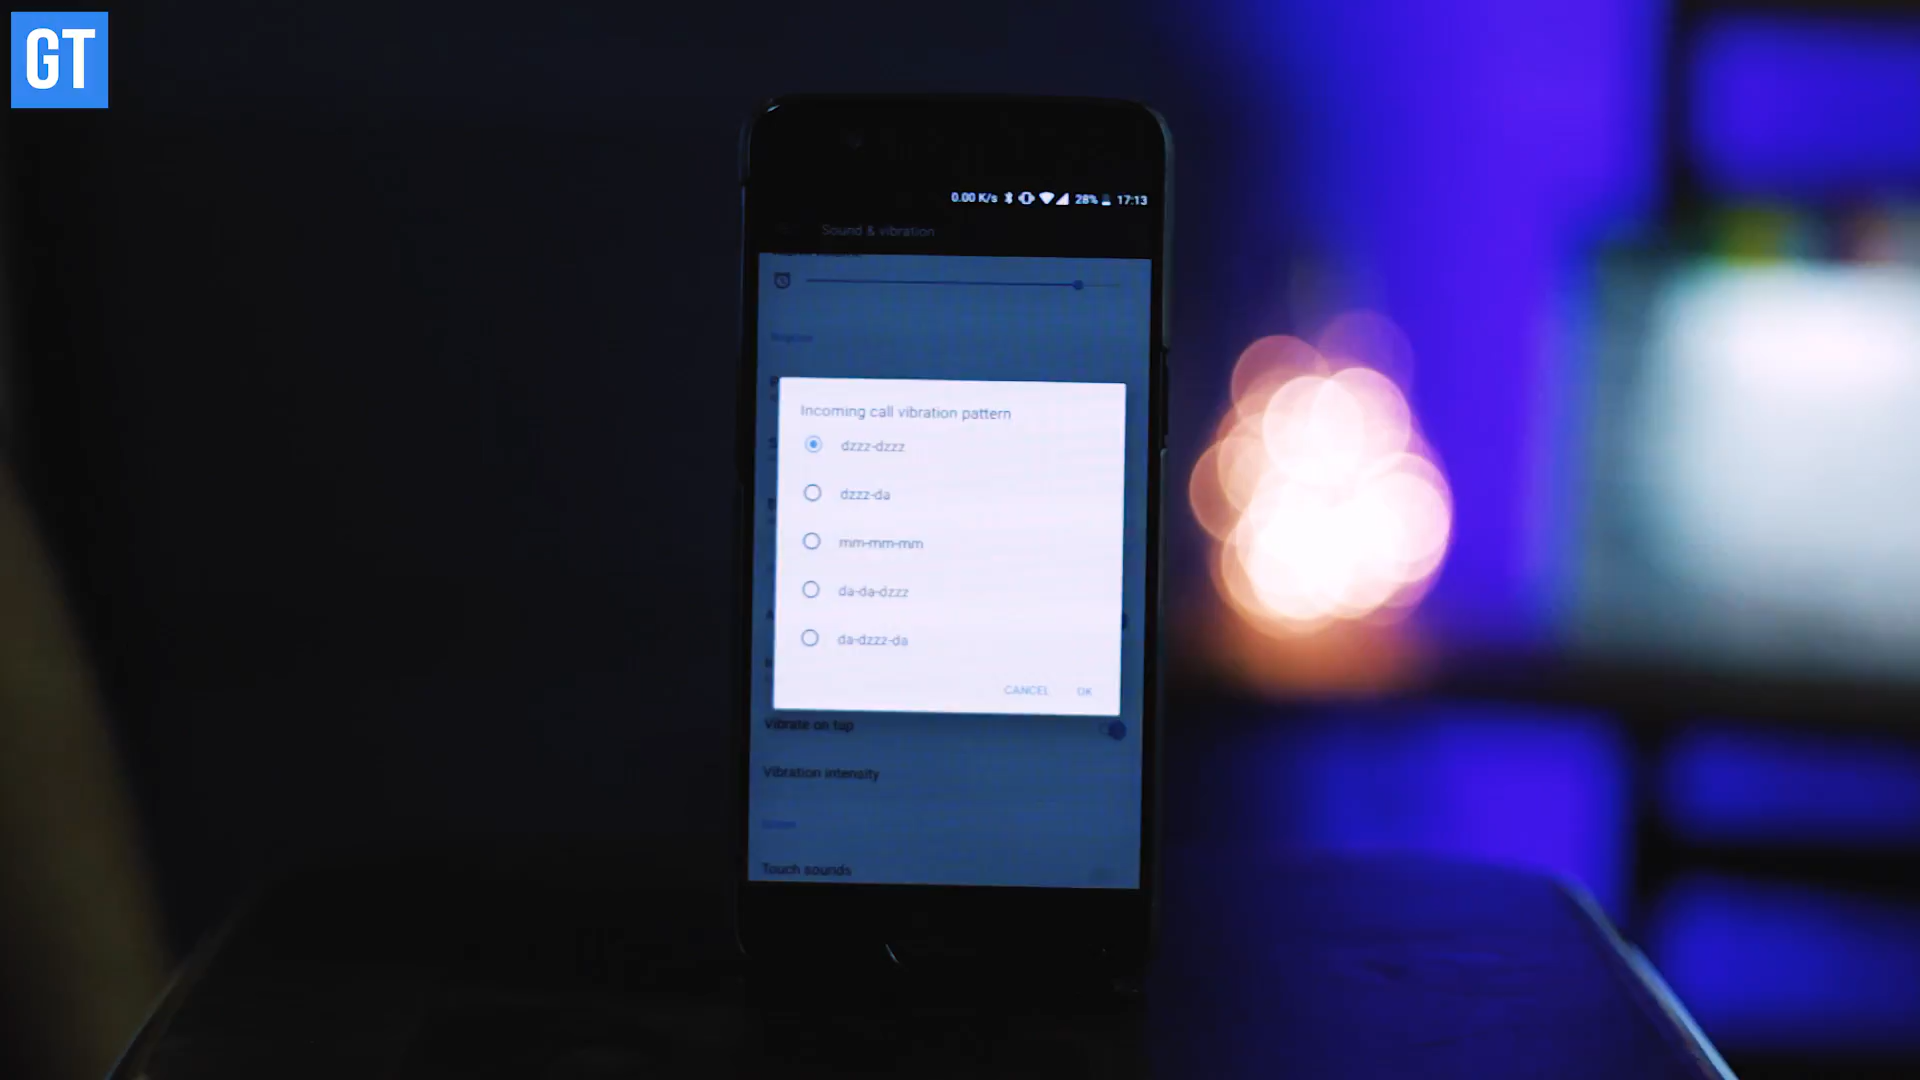 GT
0.00 K/s 28% 17:13
Sound & vibration
Incoming call vibration pattern
dzzz-dzzz
dzzz-da
mm-mm-mm
da-da-dzzz
da-dzzz-da
CANCEL OK
Vibrate on tap
Vibration intensity
Touch sounds